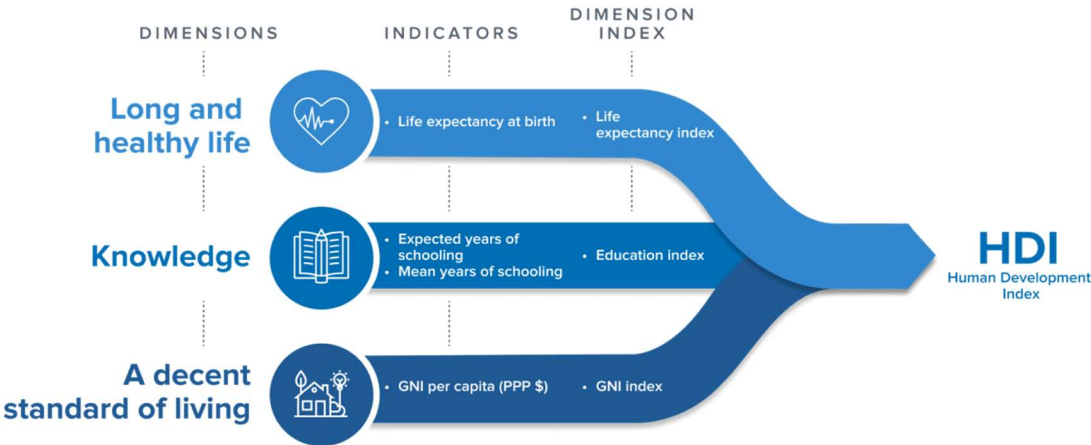 DIMENSIONS
INDICATORS
DIMENSION
INDEX
Long and
healthy life
• Life expectancy at birth
• Life
expectancy index
Knowledge
• Expected years of
schooling
• Mean years of schooling
• Education index
A decent
standard of living
• GNI per capita (PPP $)
• GNI index
HDI
Human Development
Index